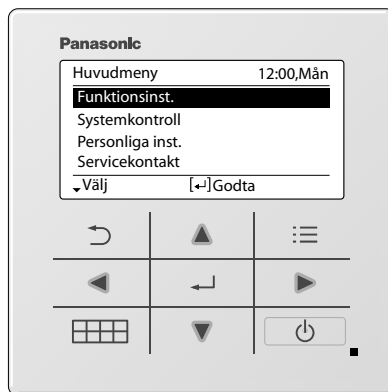 Panasonic
Huvudmeny 12:00,Mån
Funktionsinst.
Systemkontroll
Personliga inst.
Servicekontakt
Välj [↵]Godta